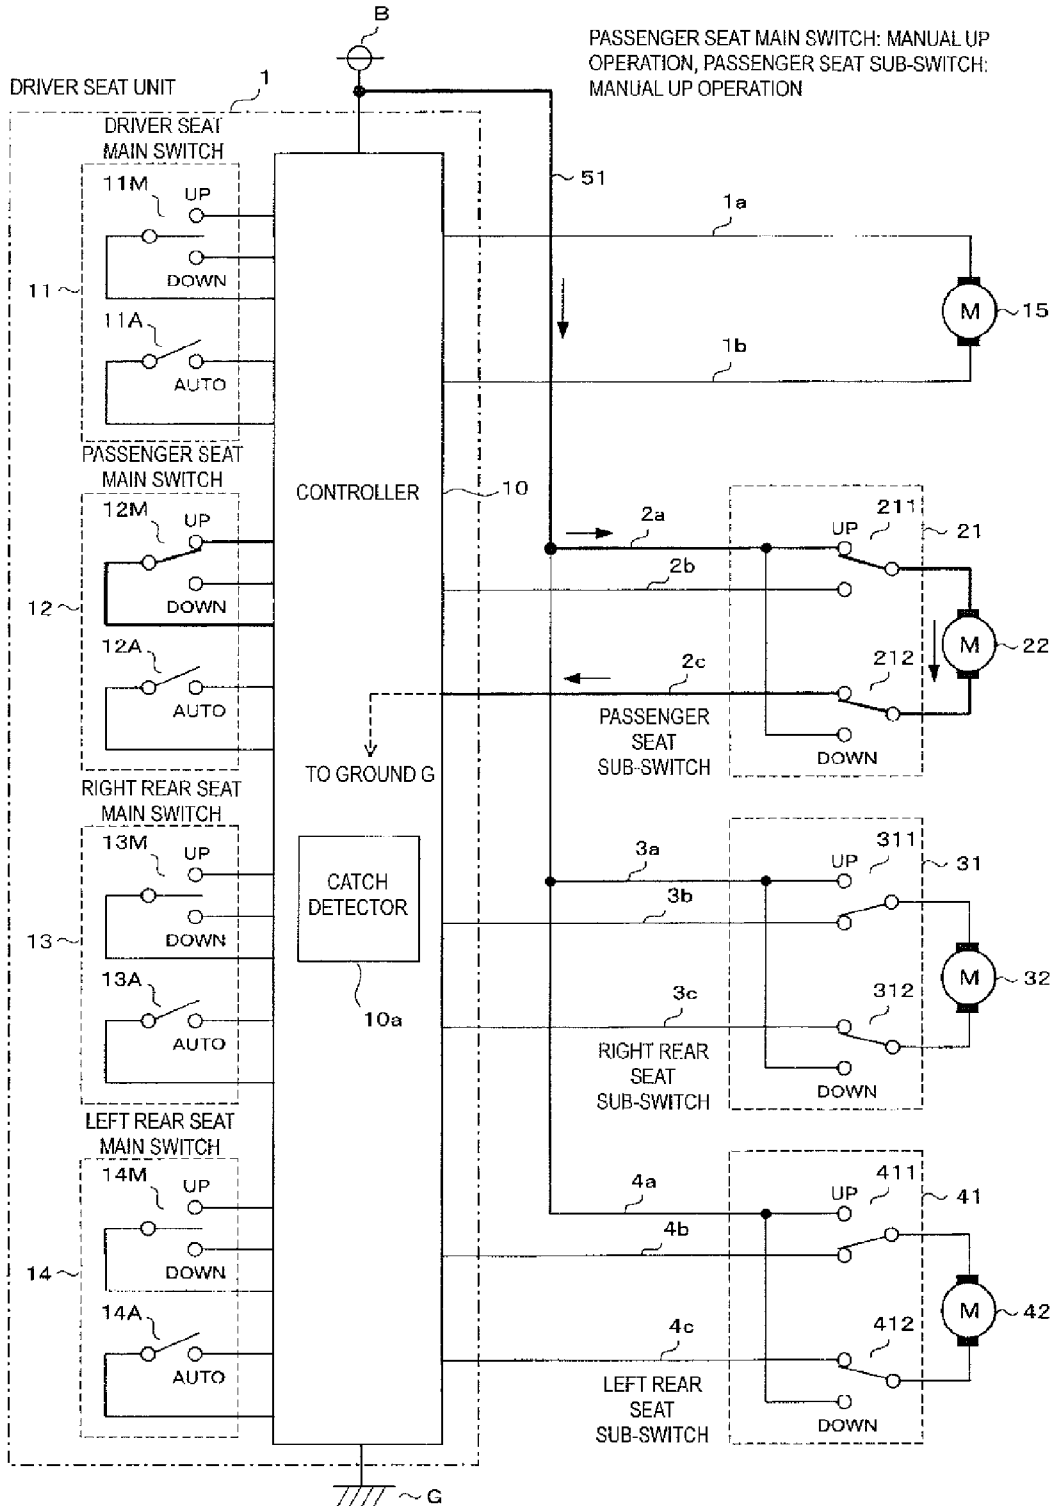 B
PASSENGER SEAT MAIN SWITCH: MANUAL UP
OPERATION, PASSENGER SEAT SUB-SWITCH:
MANUAL UP OPERATION
DRIVER SEAT UNIT
1
DRIVER SEAT
MAIN SWITCH
11M
UP
DOWN
11
11A
AUTO
51
1a
M
15
1b
PASSENGER SEAT
MAIN SWITCH
CONTROLLER
10
12M
UP
DOWN
12
12A
AUTO
2a
UP
211
21
2b
M
22
2c
212
PASSENGER
SEAT
SUB-SWITCH
DOWN
TO GROUND G
RIGHT REAR SEAT
MAIN SWITCH
13M
UP
DOWN
13
13A
AUTO
CATCH
DETECTOR
10a
3a
UP
311
31
3b
M
32
3c
312
RIGHT REAR
SEAT
SUB-SWITCH
DOWN
LEFT REAR SEAT
MAIN SWITCH
14M
UP
DOWN
14
14A
AUTO
4a
UP
411
41
4b
M
42
4c
412
LEFT REAR
SEAT
SUB-SWITCH
DOWN
G